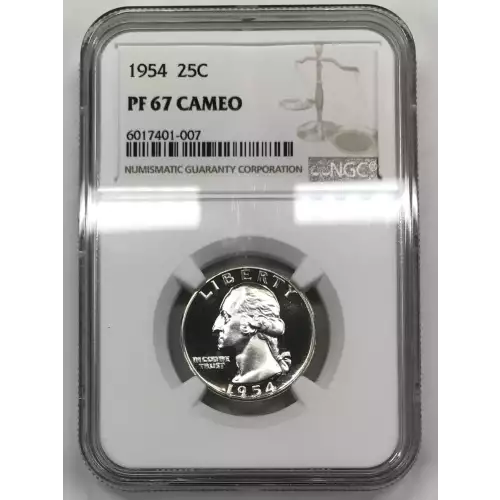 1954 25C
PF 67 CAMEO
6017401-007
NUMISMATIC GUARANTY CORPORATION
NGC
LIBERTY
IN GOD WE
TRUST
1954